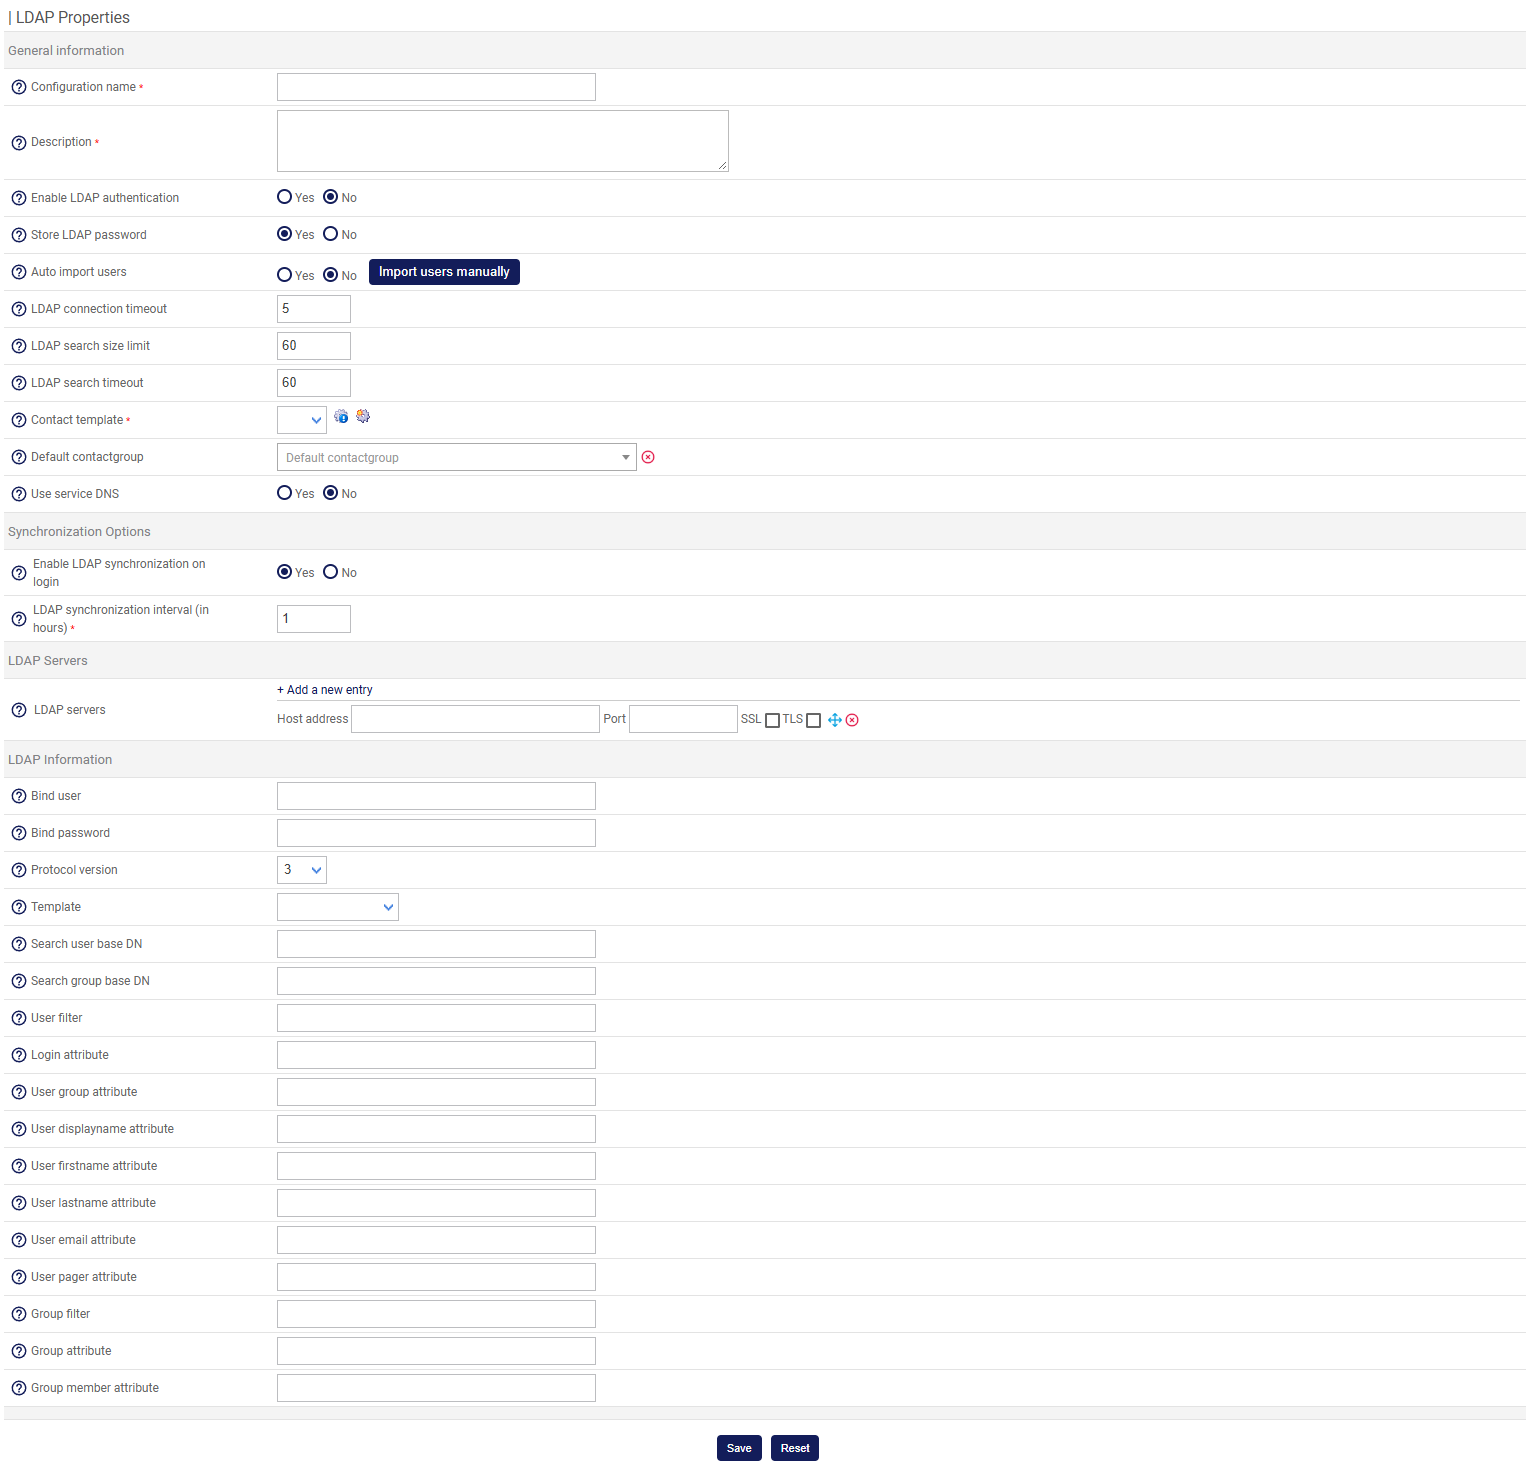 | LDAP Properties
General information
Configuration name *
Description *
Enable LDAP authentication Yes No
Store LDAP password Yes No
Auto import users Yes No Import users manually
LDAP connection timeout 5
LDAP search size limit 60
LDAP search timeout 60
Contact template *
Default contactgroup Default contactgroup
Use service DNS Yes No
Synchronization Options
Enable LDAP synchronization on
login
Yes No
LDAP synchronization interval (in
hours) *
1
LDAP Servers
+ Add a new entry
LDAP servers
Host address Port SSL TLS
LDAP Information
Bind user
Bind password
Protocol version 3
Template
Search user base DN
Search group base DN
User filter
Login attribute
User group attribute
User displayname attribute
User firstname attribute
User lastname attribute
User email attribute
User pager attribute
Group filter
Group attribute
Group member attribute
Save Reset